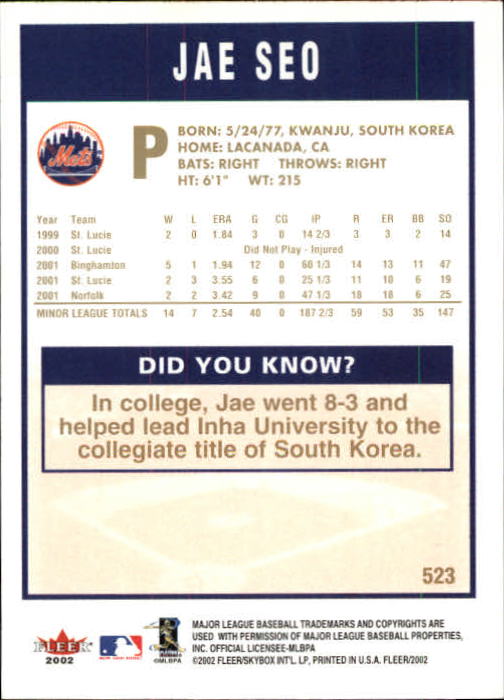 JAE SEO
Mets
P
BORN: 5/24/77, KWANJU, SOUTH KOREA
HOME: LACANADA, CA
BATS: RIGHT THROWS: RIGHT
HT: 6'1" WT: 215
Year Team W L ERA G CG IP R ER BB SO
1999 St. Lucie 2 0 1.84 3 0 14 2/3 3 3 2 14
2000 St. Lucie Did Not Play - Injured
2001 Binghamton 5 1 1.94 12 0 60 1/3 14 13 11 47
2001 St. Lucie 2 3 3.55 6 0 25 1/3 11 10 6 19
2001 Norfolk 2 2 3.42 9 0 47 1/3 18 18 6 25
MINOR LEAGUE TOTALS 14 7 2.54 40 0 187 2/3 59 53 35 147
DID YOU KNOW?
In college, Jae went 8-3 and
helped lead Inha University to the
collegiate title of South Korea.
523
FLEER
2002
©MLBPA
MAJOR LEAGUE BASEBALL TRADEMARKS AND COPYRIGHTS ARE
USED WITH PERMISSION OF MAJOR LEAGUE BASEBALL PROPERTIES,
INC. OFFICIAL LICENSEE-MLBPA
©2002 FLEER/SKYBOX INT'L. LP, PRINTED IN U.S.A. FLEER/2002